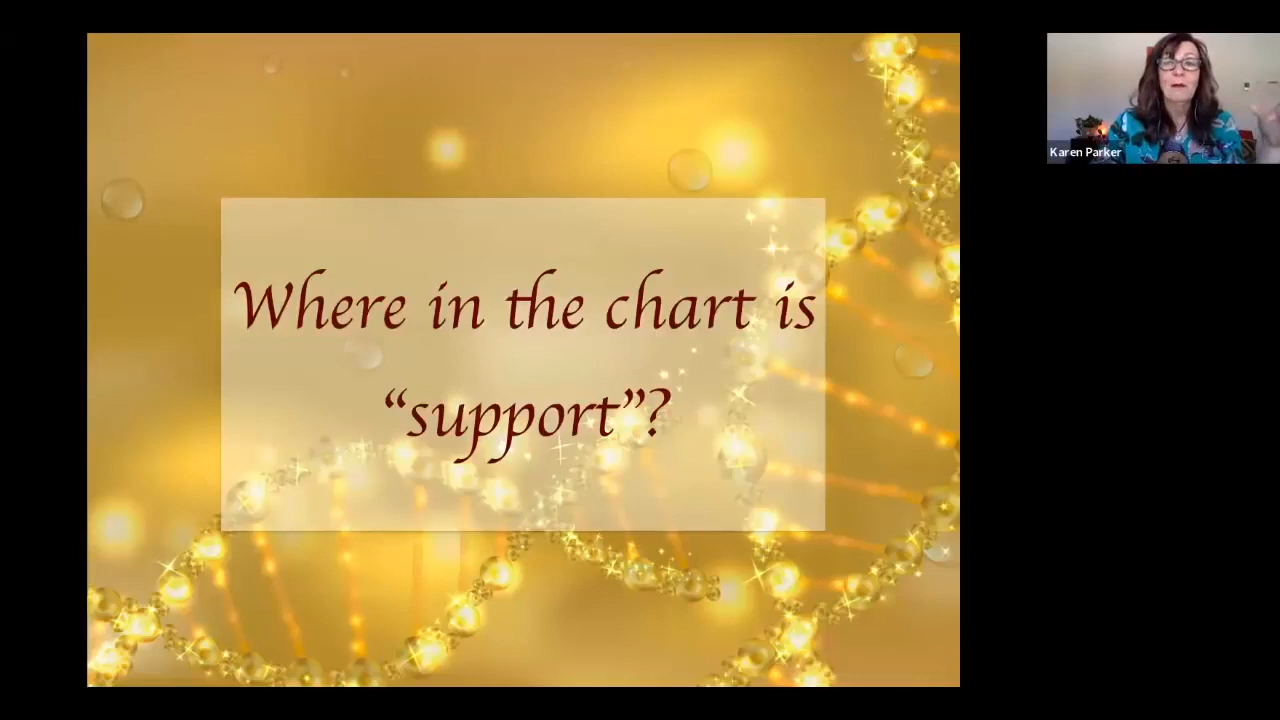 Where in the chart is
“support”?
Karen Parker